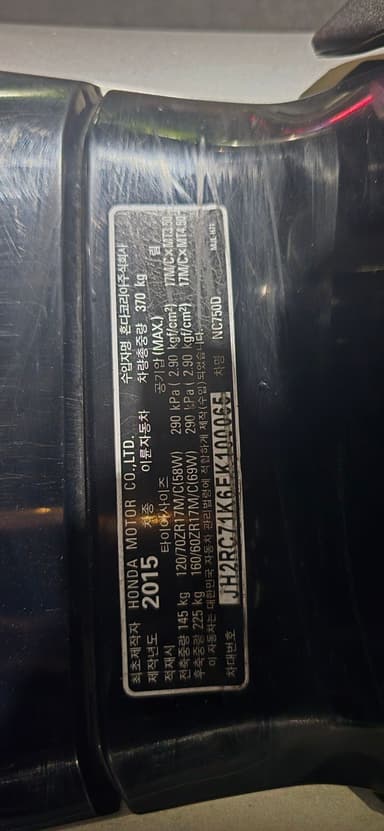 최초제작자 HONDA MOTOR CO.,LTD. 수입자명 혼다코리아주식회사
제작년도 2015 차종 이륜자동차 차량총중량 370 kg
적재시 타이어사이즈 공기압(MAX.) 림
전축중량 145 kg 120/70ZR17M/C(58W) 290 kPa ( 2.90 kgf/cm²) 17M/C×MT3.50
후축중량 225 kg 160/60ZR17M/C(69W) 290 kPa ( 2.90 kgf/cm²) 17M/C×MT4.50
이 자동차는 대한민국 자동차 관리법령에 적합하게 제작(수입)되었습니다.
차대번호 JH2RC74K6FK100065 차명 NC750D